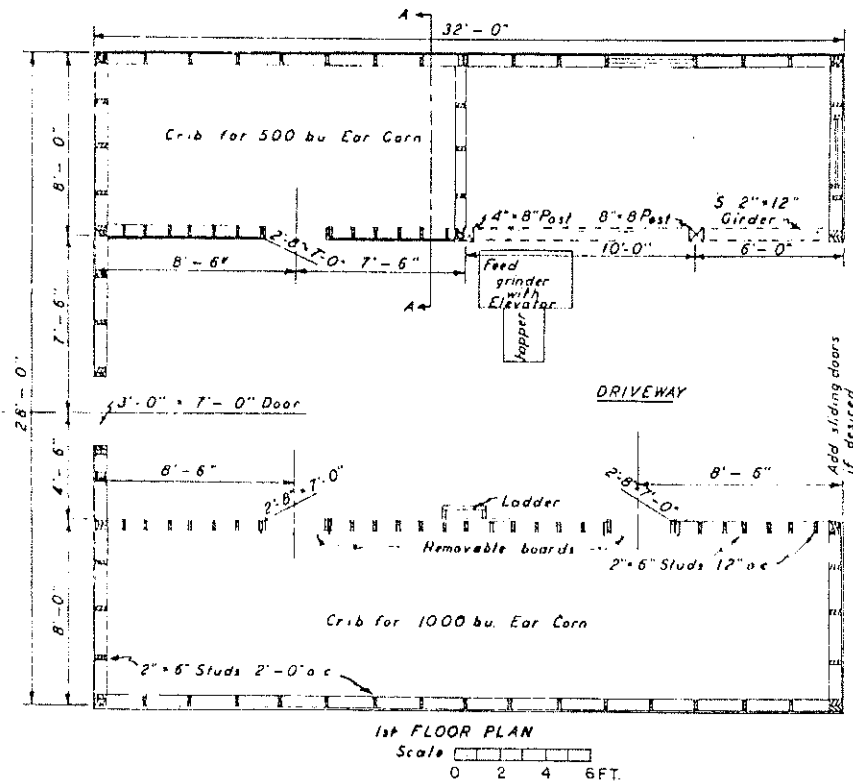 A
32'-0"
8'-0"
Crib for 500 bu Ear Corn
4"×8" Post
8"×8 Post
5 2"×12"
Girder
2'-8"×7'-0"
8'-6"
7'-6"
10'-0"
6'-0"
Feed
grinder
with
Elevator
A
hopper
7'-6"
28'-0"
DRIVEWAY
3'-0" × 7'-0" Door
Add sliding doors
if desired
4'-6"
8'-6"
2'-8"×7'-0"
2'-8"×7'-0"
8'-6"
Ladder
Removable boards
2"×6" Studs 12" o c
8'-0"
Crib for 1000 bu. Ear Corn
2"×6" Studs 2'-0" o c
1st FLOOR PLAN
Scale
0 2 4 6 FT.